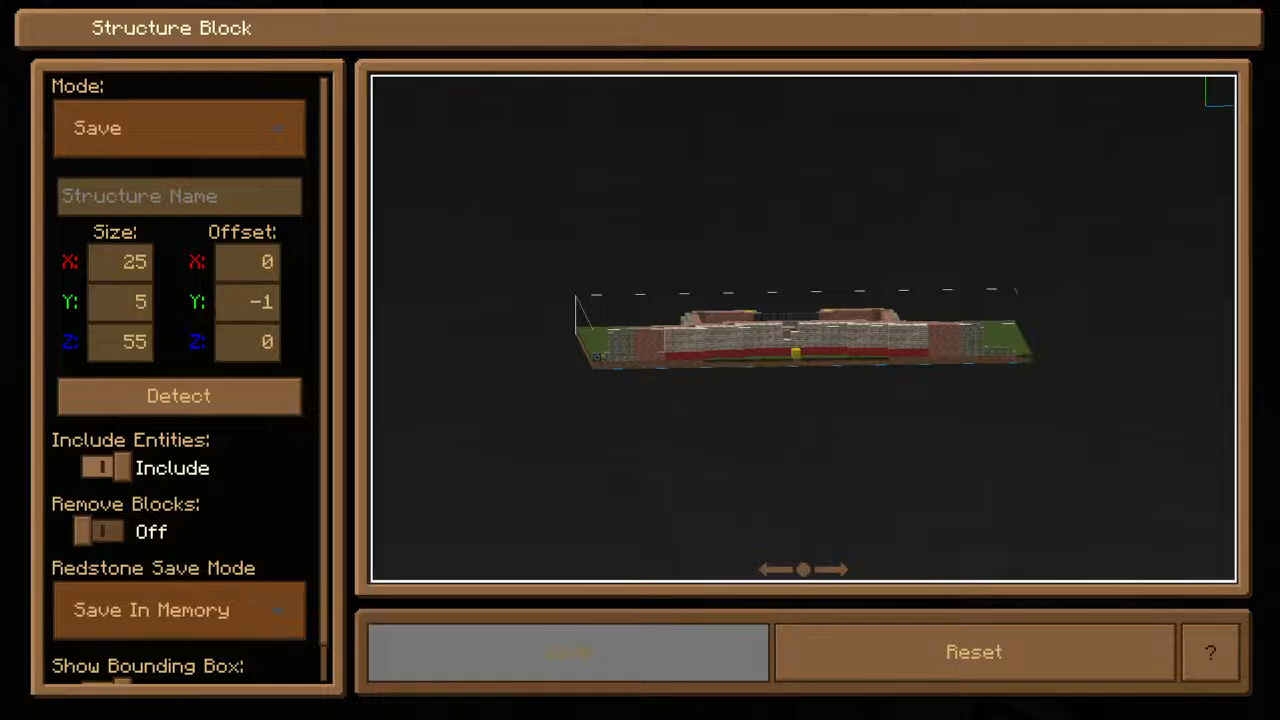 Structure Block
Mode:
Save
Structure Name
Size: Offset:
X: 25 X: 0
Y: 5 Y: -1
Z: 55 Z: 0
Detect
Include Entities:
Include
Remove Blocks:
Off
Redstone Save Mode
Save In Memory
Show Bounding Box:
Reset
?